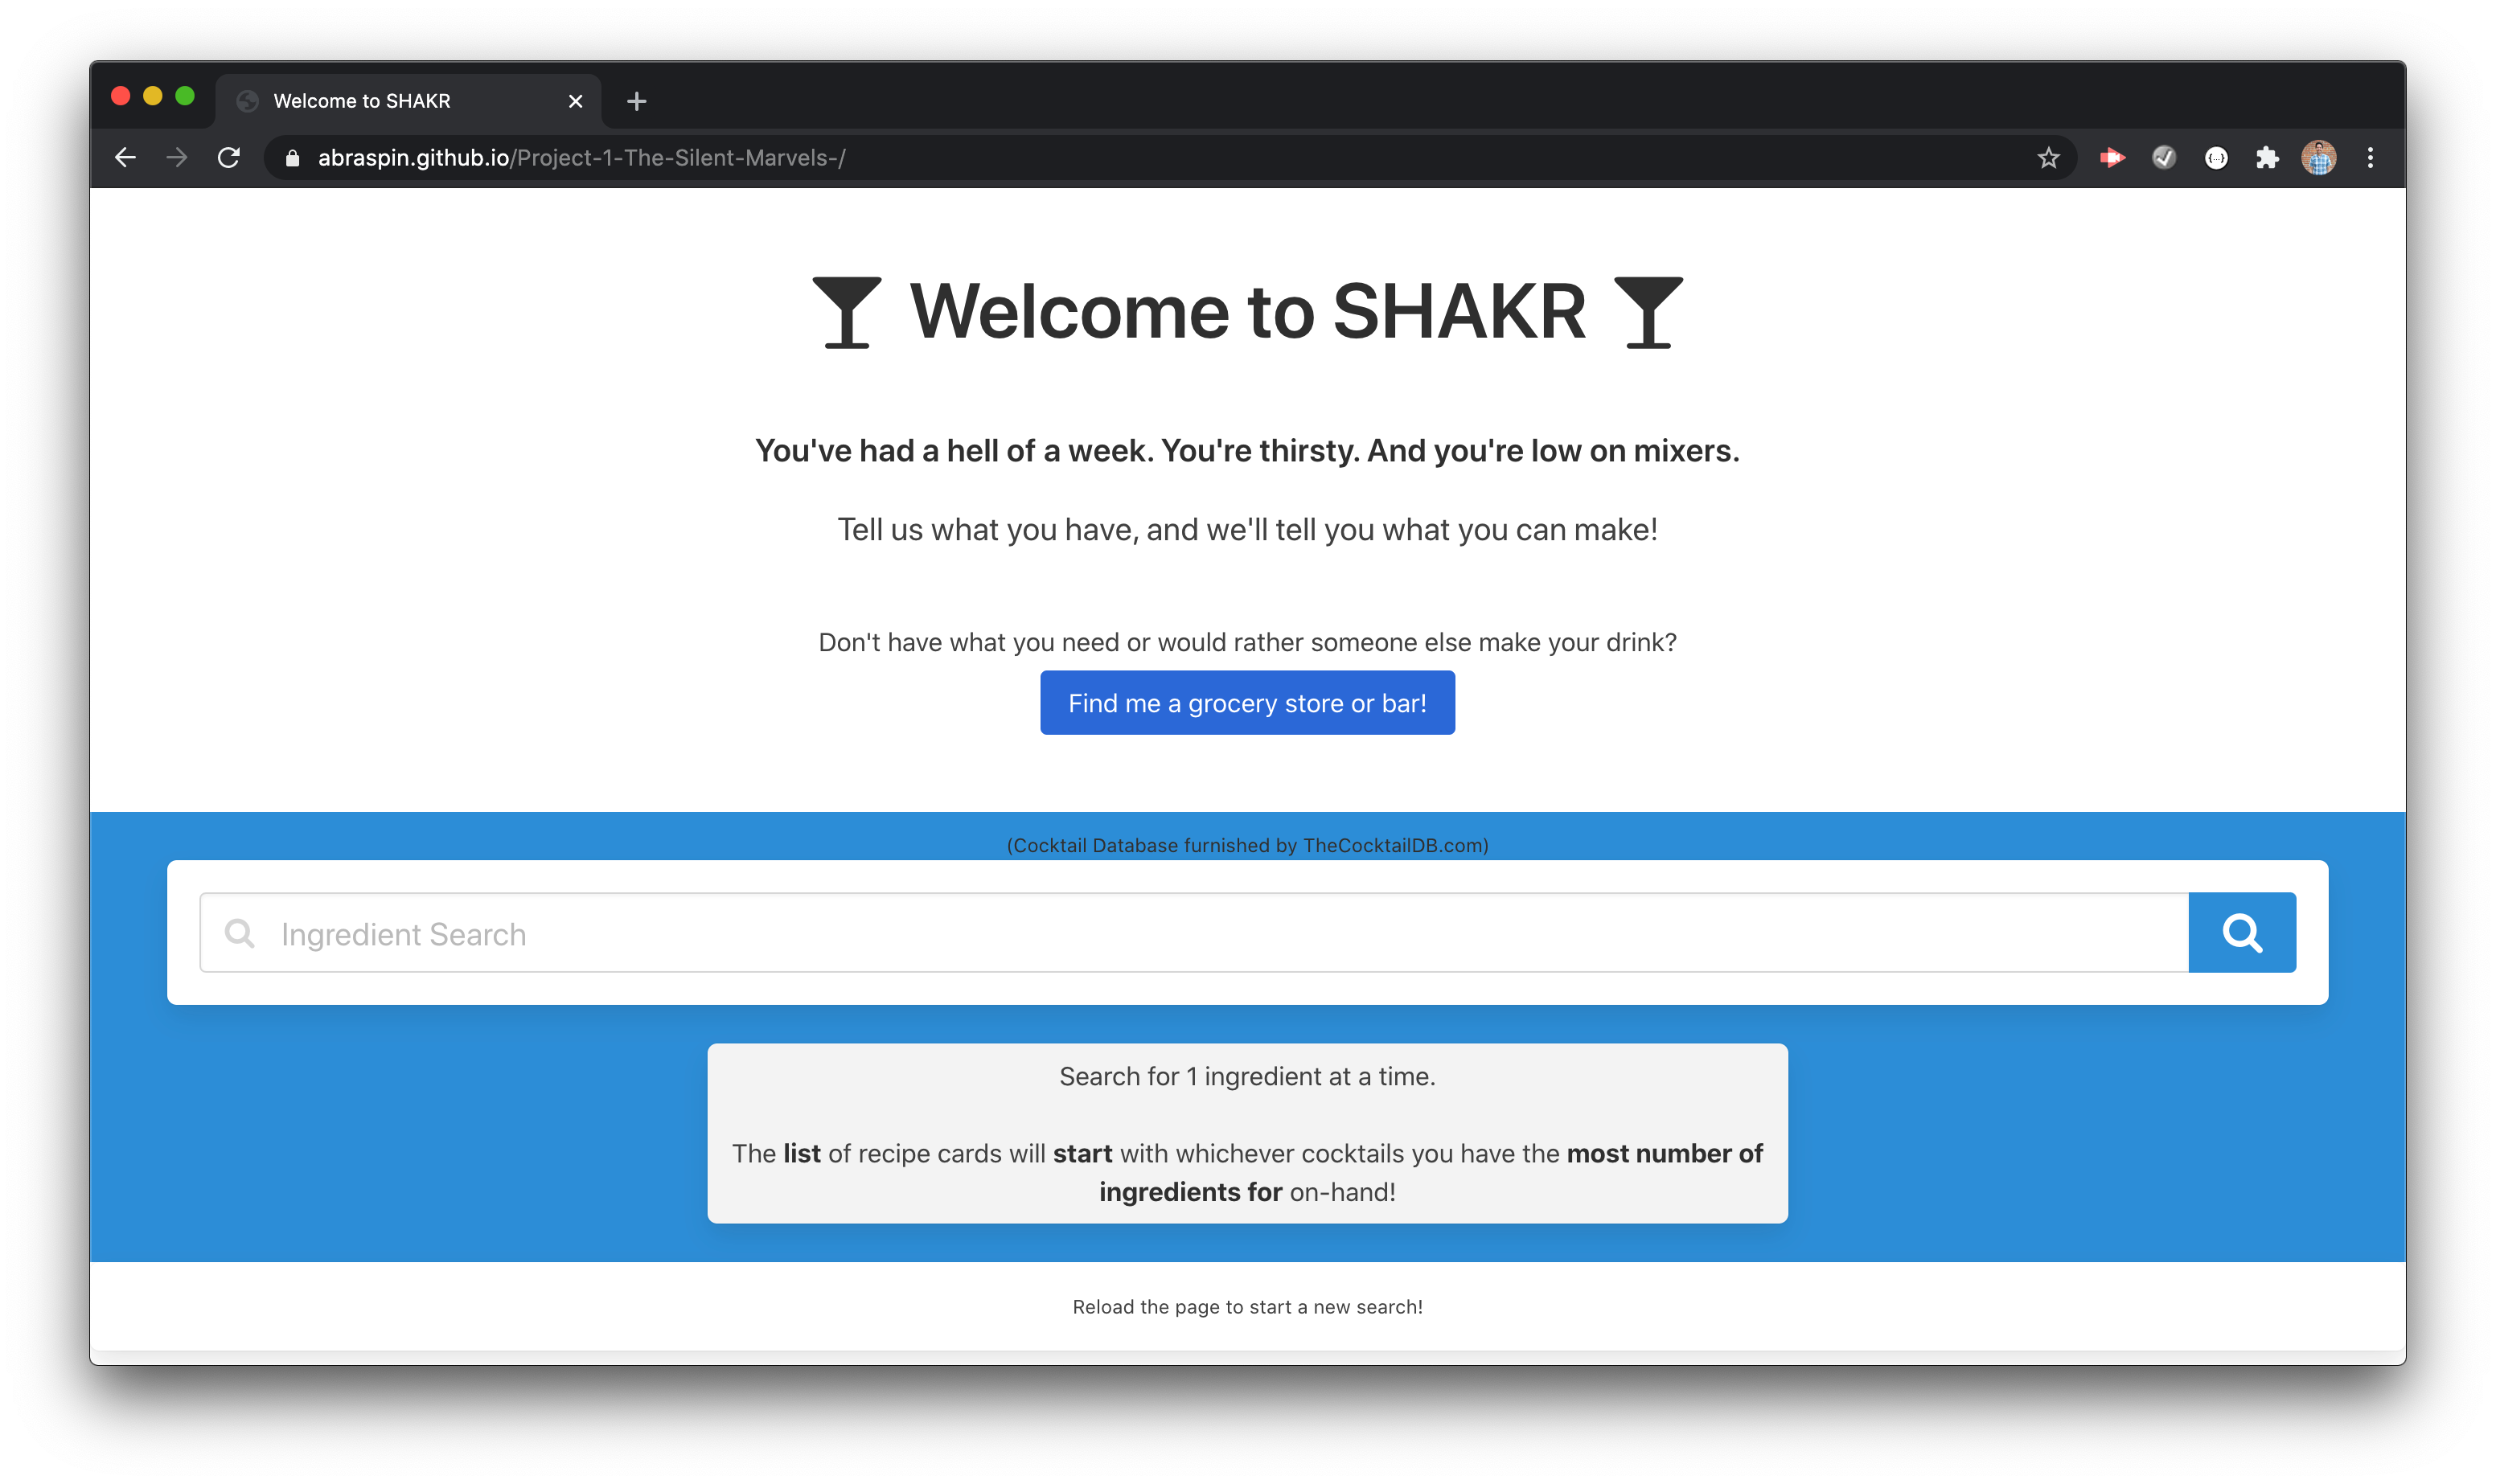 Welcome to SHAKR
abraspin.github.io/Project-1-The-Silent-Marvels-/
Welcome to SHAKR
You've had a hell of a week. You're thirsty. And you're low on mixers.
Tell us what you have, and we'll tell you what you can make!
Don't have what you need or would rather someone else make your drink?
Find me a grocery store or bar!
(Cocktail Database furnished by TheCocktailDB.com)
Ingredient Search
Search for 1 ingredient at a time.
The list of recipe cards will start with whichever cocktails you have the most number of
ingredients for on-hand!
Reload the page to start a new search!